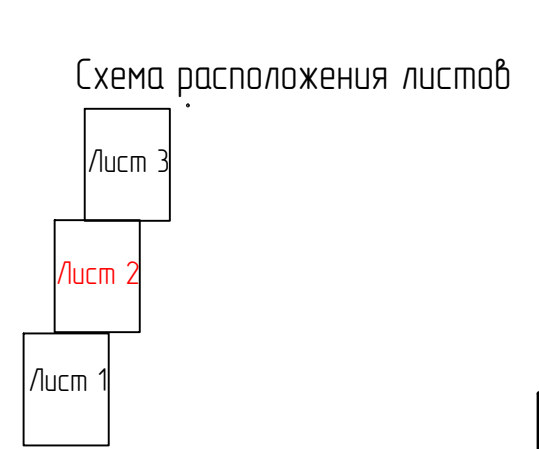 Схема расположения листов
Лист 3
Лист 2
Лист 1